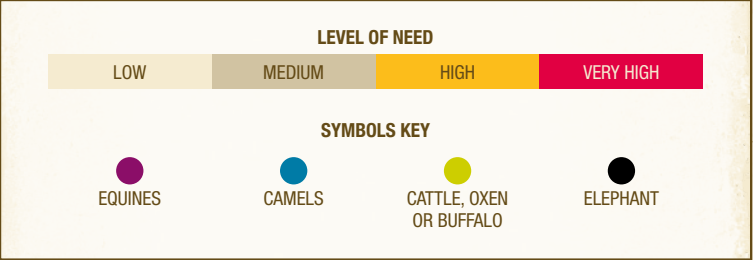 LEVEL OF NEED
LOW MEDIUM HIGH VERY HIGH
SYMBOLS KEY
EQUINES CAMELS CATTLE, OXEN ELEPHANT
OR BUFFALO